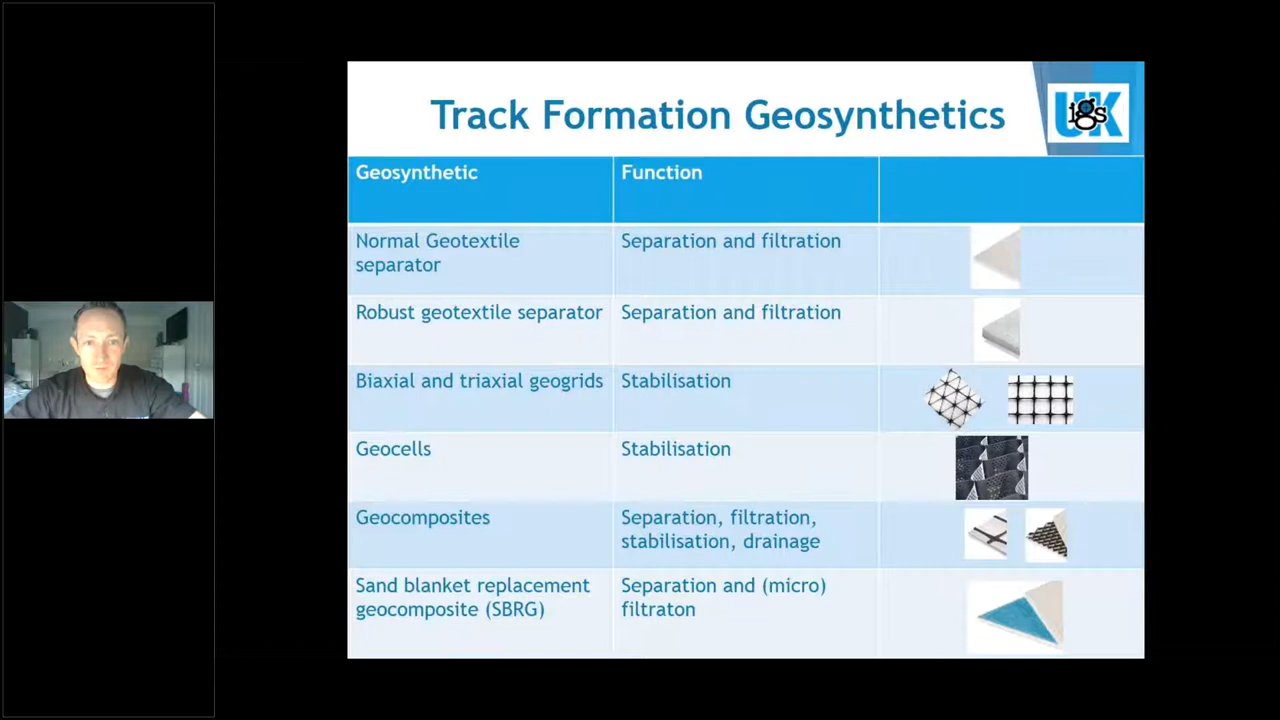 Track Formation Geosynthetics
UK
igs
Geosynthetic
Function
Normal Geotextile
separator
Separation and filtration
Robust geotextile separator
Separation and filtration
Biaxial and triaxial geogrids
Stabilisation
Geocells
Stabilisation
Geocomposites
Separation, filtration,
stabilisation, drainage
Sand blanket replacement
geocomposite (SBRG)
Separation and (micro)
filtraton